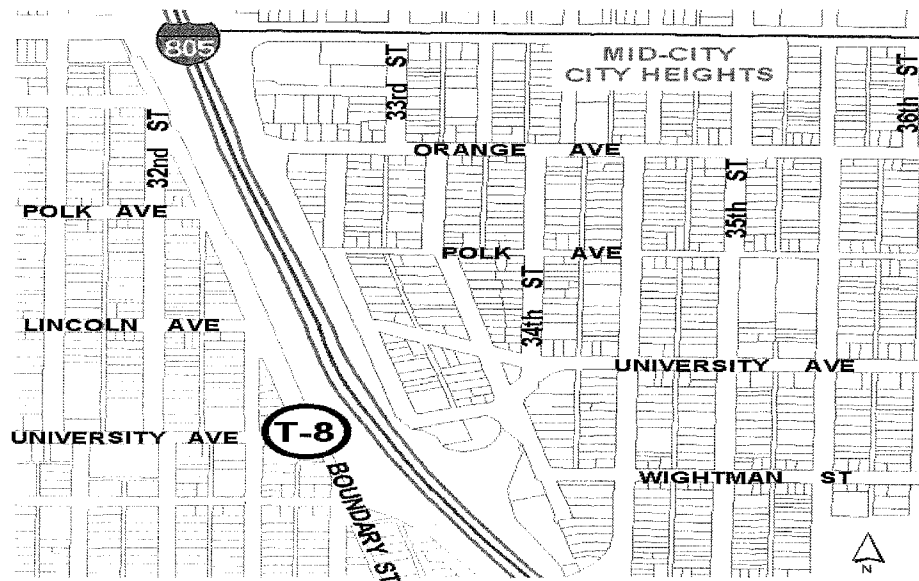 805
MID-CITY
CITY HEIGHTS
33rd ST
36th ST
32nd ST
ORANGE AVE
35th ST
POLK AVE
POLK AVE
34th ST
LINCOLN AVE
UNIVERSITY AVE
UNIVERSITY AVE
T-8
BOUNDARY ST
WIGHTMAN ST
N